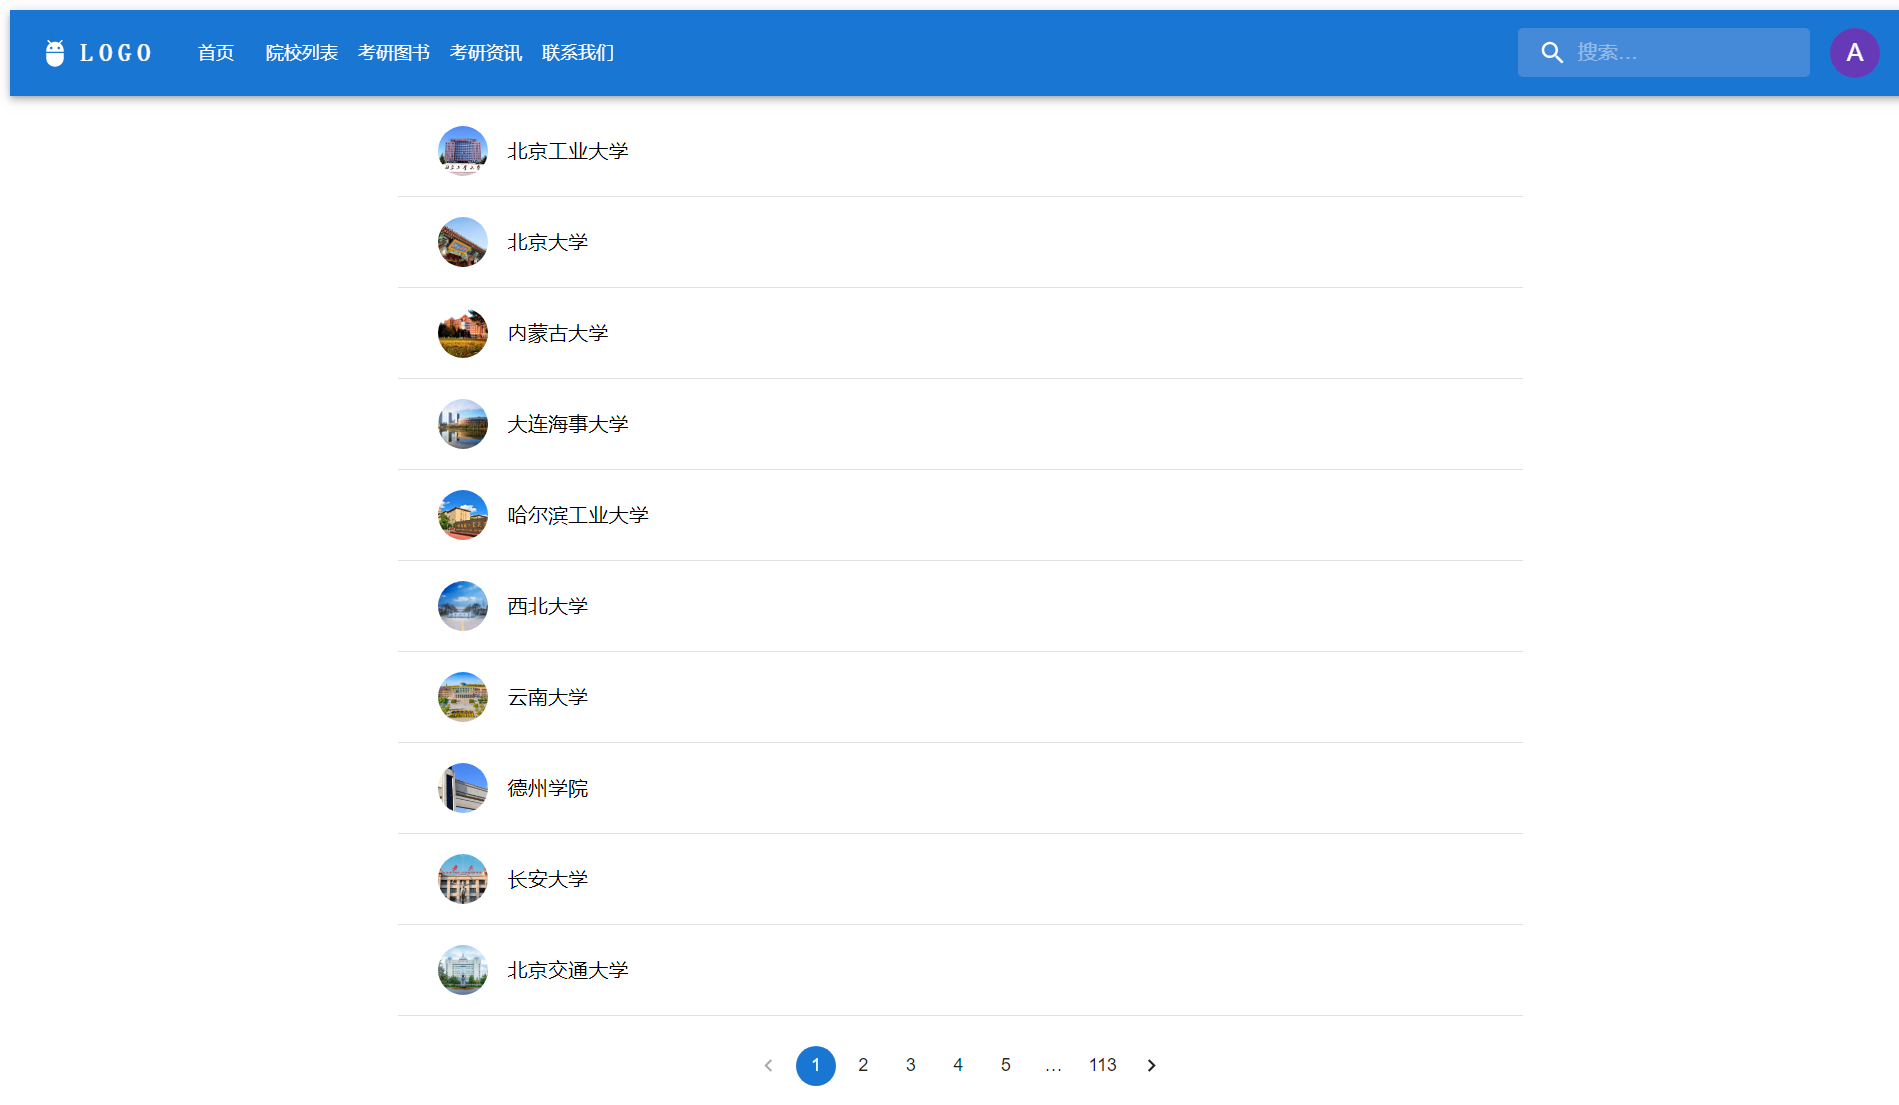 LOGO 首页 院校列表 考研图书 考研资讯 联系我们 搜索... A
北京工业大学
北京大学
内蒙古大学
大连海事大学
哈尔滨工业大学
西北大学
云南大学
德州学院
长安大学
北京交通大学
1 2 3 4 5 ... 113